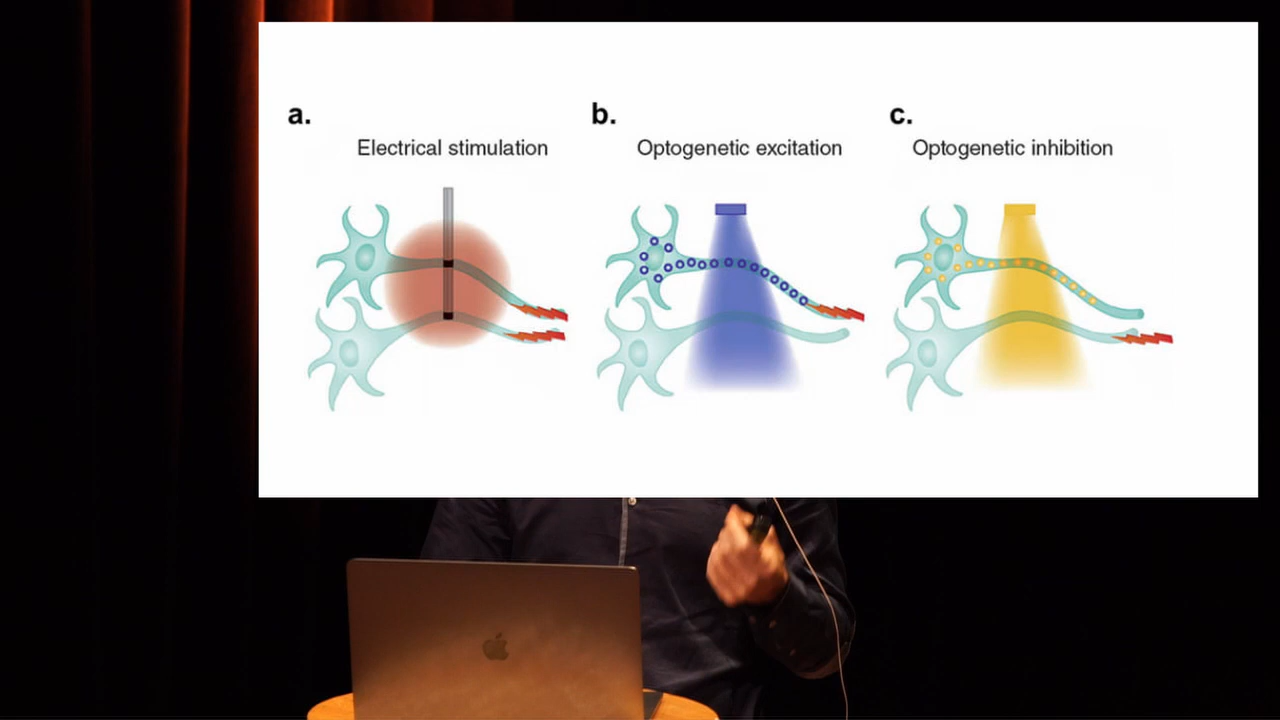 a.
Electrical stimulation
b.
Optogenetic excitation
c.
Optogenetic inhibition